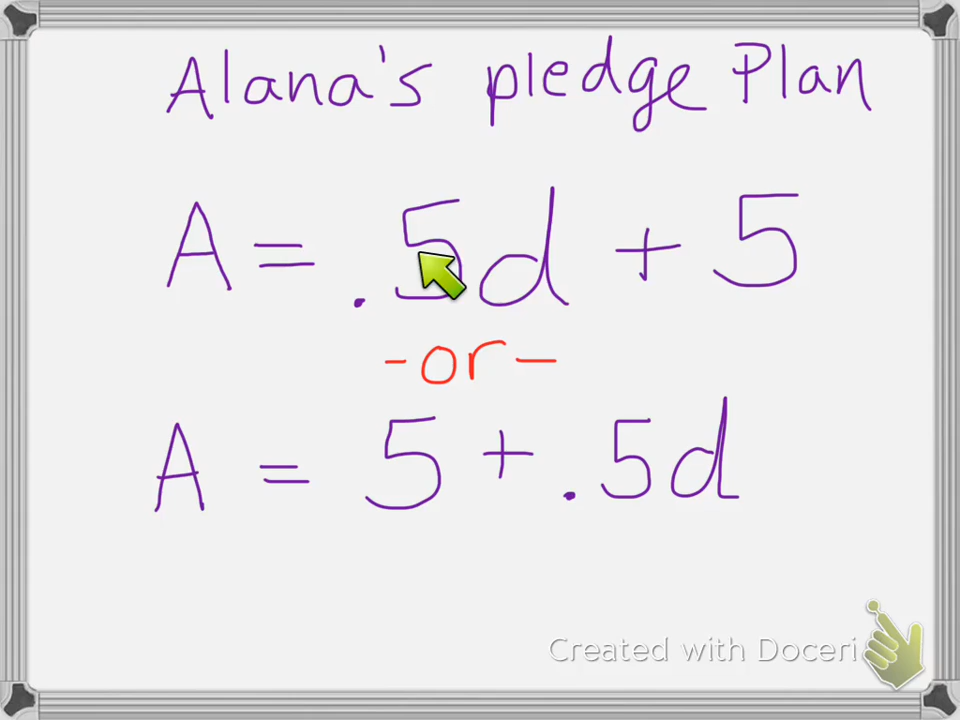 Alana's pledge Plan
A = .5d + 5
-or-
A = 5 + .5d
Created with Doceri